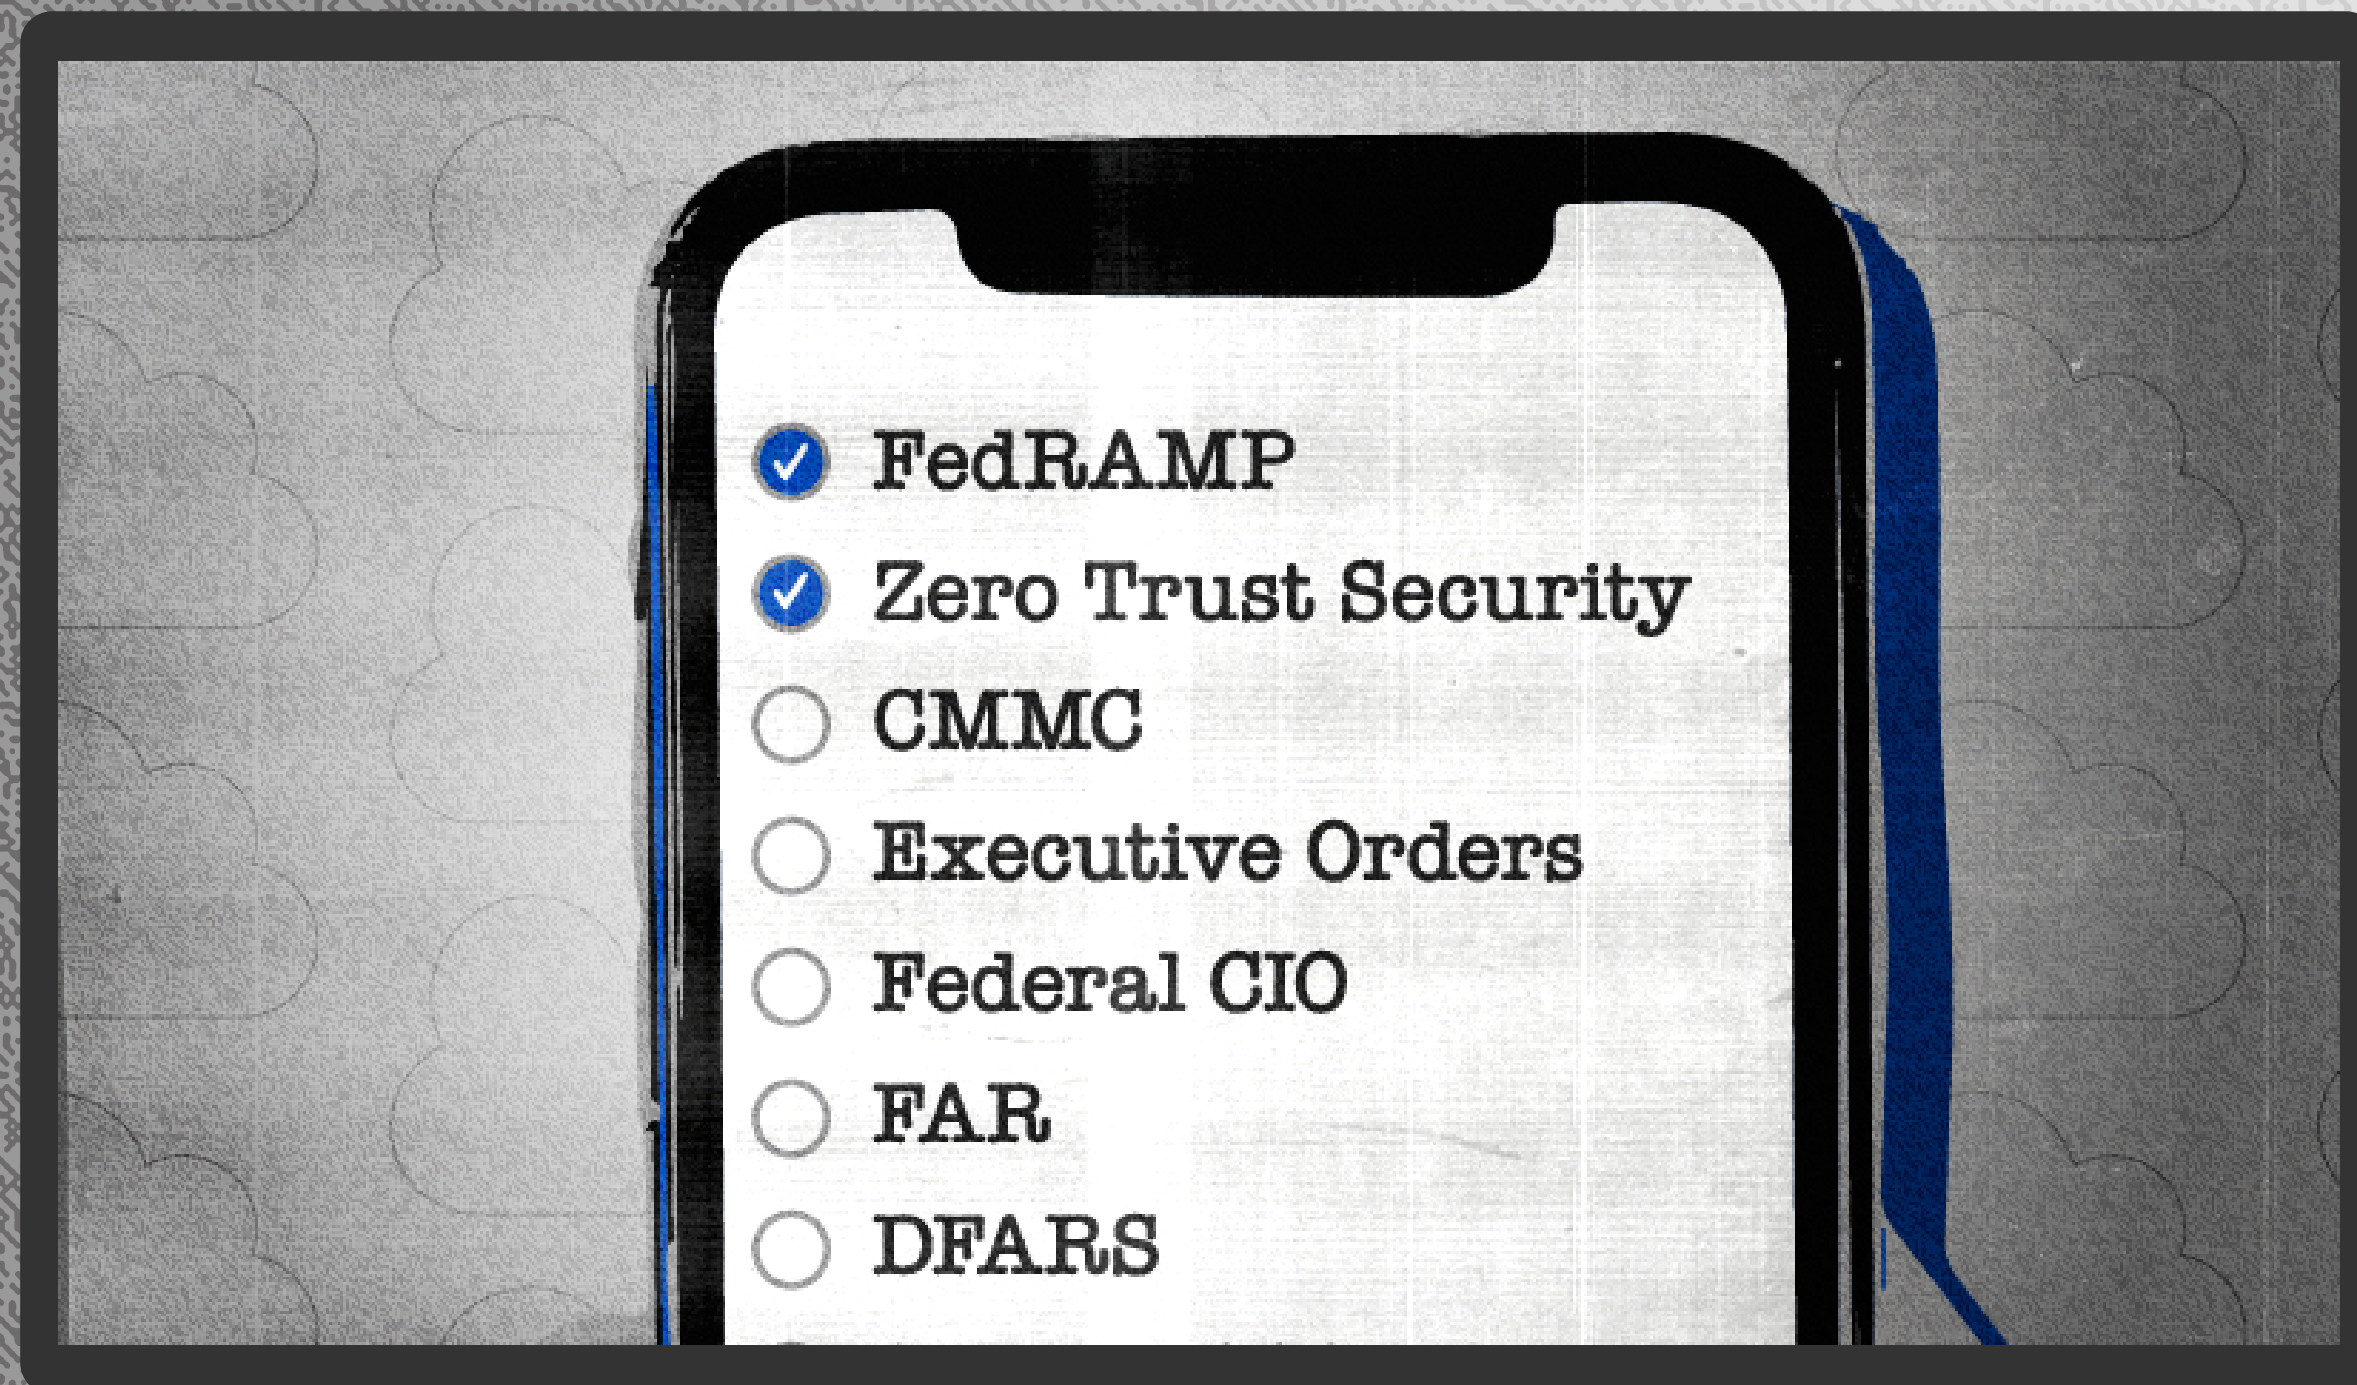 FedRAMP
Zero Trust Security
CMMC
Executive Orders
Federal CIO
FAR
DFARS